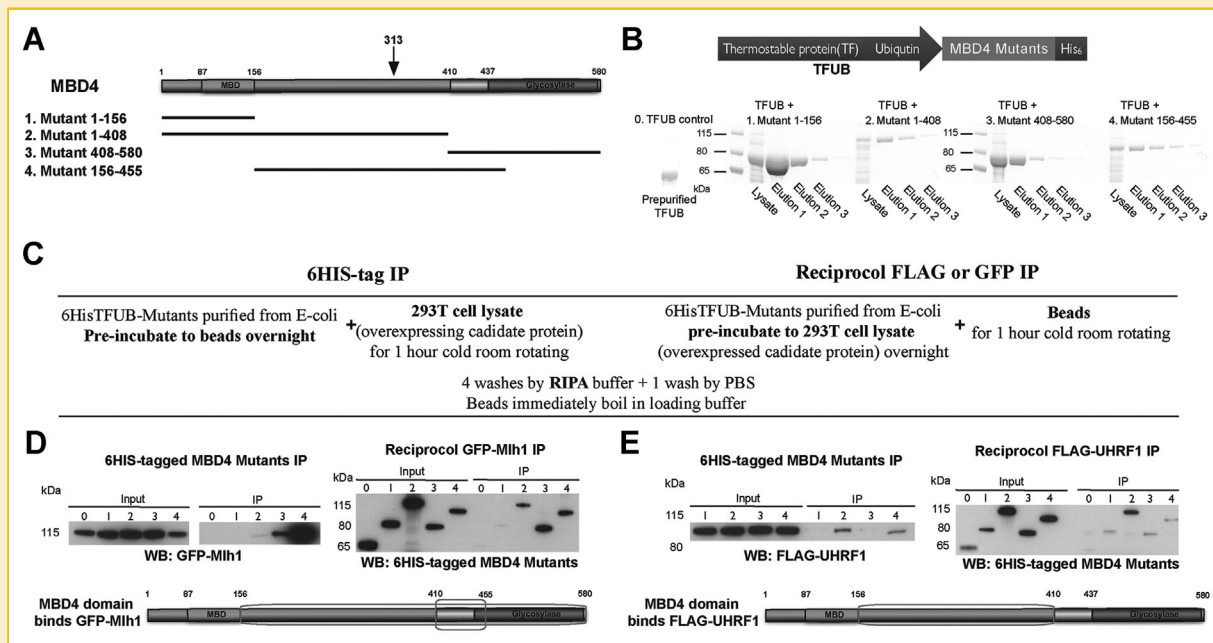 A
313
1 87 156 410 437 580
MBD4
MBD
Glycosylase
1. Mutant 1-156
2. Mutant 1-408
3. Mutant 408-580
4. Mutant 156-455
B
Thermostable protein(TF) Ubiqutin MBD4 Mutants His6
TFUB
0. TFUB control
Prepurified
TFUB
TFUB +
1. Mutant 1-156
TFUB +
2. Mutant 1-408
TFUB +
3. Mutant 408-580
TFUB +
4. Mutant 156-455
115
80
65
kDa
115
80
65
Lysate
Elution 1
Elution 2
Elution 3
Lysate
Elution 1
Elution 2
Elution 3
Lysate
Elution 1
Elution 2
Elution 3
Lysate
Elution 1
Elution 2
Elution 3
C
6HIS-tag IP
Reciprocol FLAG or GFP IP
6HisTFUB-Mutants purified from E-coli
Pre-incubate to beads overnight
+
293T cell lysate
(overexpressing cadidate protein)
for 1 hour cold room rotating
6HisTFUB-Mutants purified from E-coli
pre-incubate to 293T cell lysate
(overexpressed cadidate protein) overnight
+
Beads
for 1 hour cold room rotating
4 washes by RIPA buffer + 1 wash by PBS
Beads immediately boil in loading buffer
D
6HIS-tagged MBD4 Mutants IP
kDa
Input IP
0 1 2 3 4 0 1 2 3 4
115
WB: GFP-Mlh1
Reciprocol GFP-Mlh1 IP
kDa
Input IP
0 1 2 3 4 0 1 2 3 4
115
80
65
WB: 6HIS-tagged MBD4 Mutants
1 87 156 410 455 580
MBD4 domain
binds GFP-Mlh1
MBD
Glycosylase
E
6HIS-tagged MBD4 Mutants IP
kDa
Input IP
1 2 3 4 1 2 3 4
115
80
WB: FLAG-UHRF1
Reciprocol FLAG-UHRF1 IP
kDa
Input IP
0 1 2 3 4 0 1 2 3 4
115
80
65
WB: 6HIS-tagged MBD4 Mutants
1 87 156 410 437 580
MBD4 domain
binds FLAG-UHRF1
MBD
Glycosylase